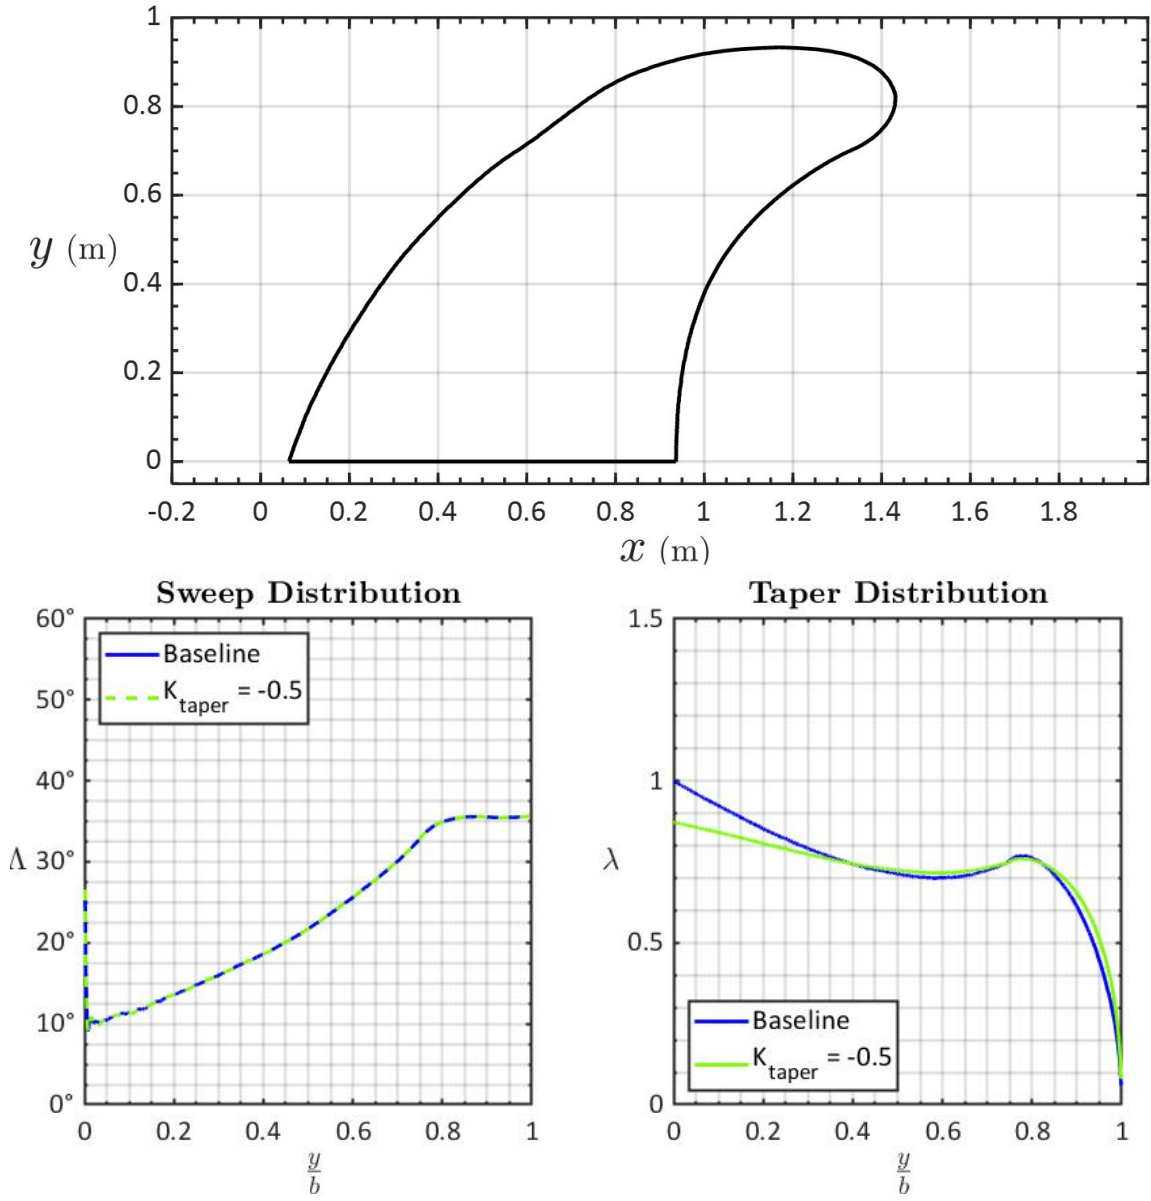 1
0.8
0.6
y (m)
0.4
0.2
0
-0.2 0 0.2 0.4 0.6 0.8 1 1.2 1.4 1.6 1.8
x (m)
Sweep Distribution
60°
50°
40°
Λ 30°
20°
10°
0°
Baseline
K_taper = -0.5
0 0.2 0.4 0.6 0.8 1
y/b
Taper Distribution
1.5
1
λ
0.5
0
Baseline
K_taper = -0.5
0 0.2 0.4 0.6 0.8 1
y/b